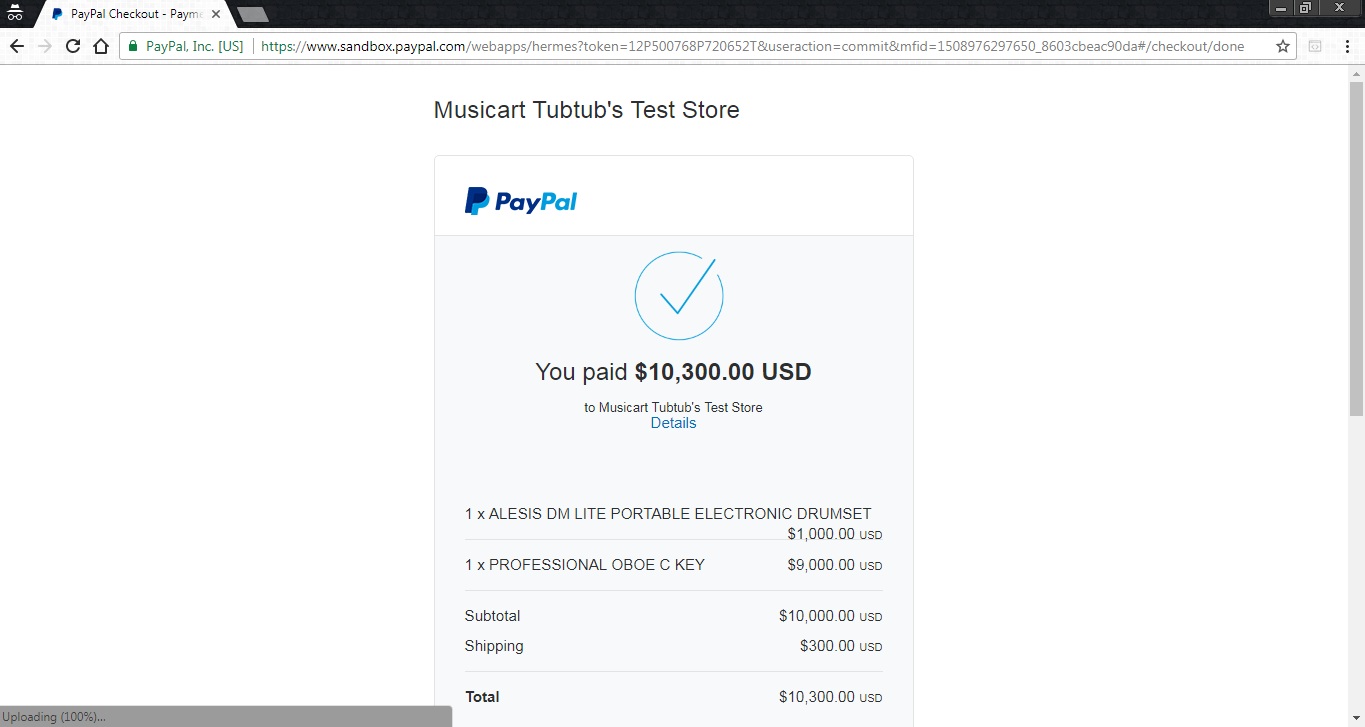 PayPal Checkout - Payme
PayPal, Inc. [US] https://www.sandbox.paypal.com/webapps/hermes?token=12P500768P720652T&useraction=commit&mfid=1508976297650_8603cbeac90da#/checkout/done
Musicart Tubtub's Test Store
PayPal
You paid $10,300.00 USD
to Musicart Tubtub's Test Store
Details
1 x ALESIS DM LITE PORTABLE ELECTRONIC DRUMSET
$1,000.00 USD
1 x PROFESSIONAL OBOE C KEY $9,000.00 USD
Subtotal $10,000.00 USD
Shipping $300.00 USD
Total $10,300.00 USD
Uploading (100%)...